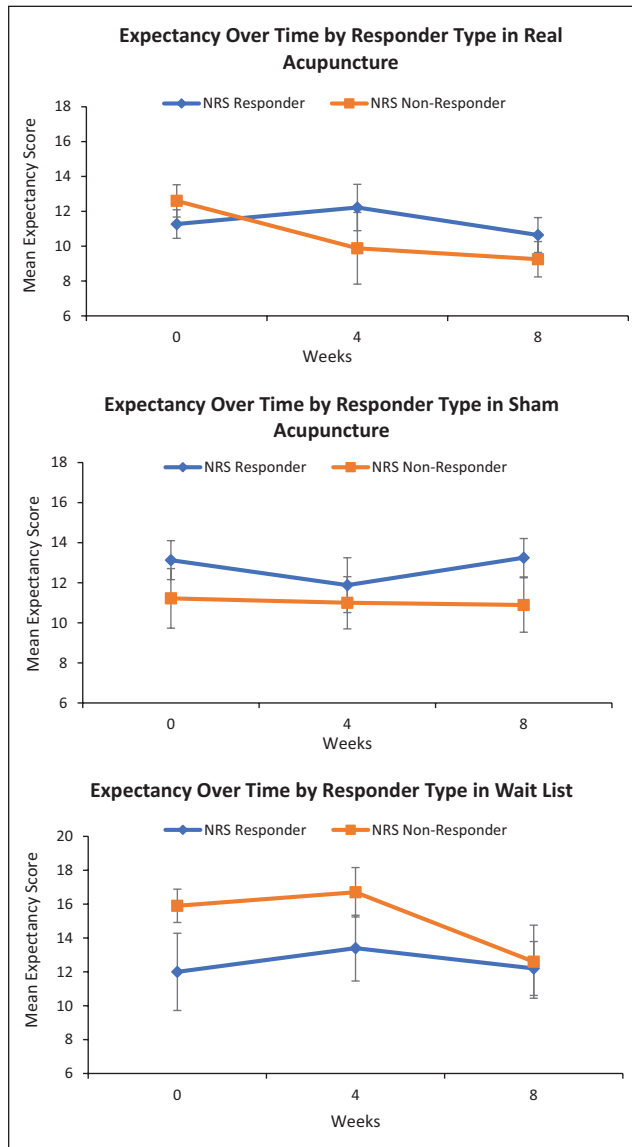 Expectancy Over Time by Responder Type in Real
Acupuncture
NRS Responder NRS Non-Responder
18
16
14
12
10
8
6
Mean Expectancy Score
0 4 8
Weeks
Expectancy Over Time by Responder Type in Sham
Acupuncture
NRS Responder NRS Non-Responder
18
16
14
12
10
8
6
Mean Expectancy Score
0 4 8
Weeks
Expectancy Over Time by Responder Type in Wait List
NRS Responder NRS Non-Responder
20
18
16
14
12
10
8
6
Mean Expectancy Score
0 4 8
Weeks